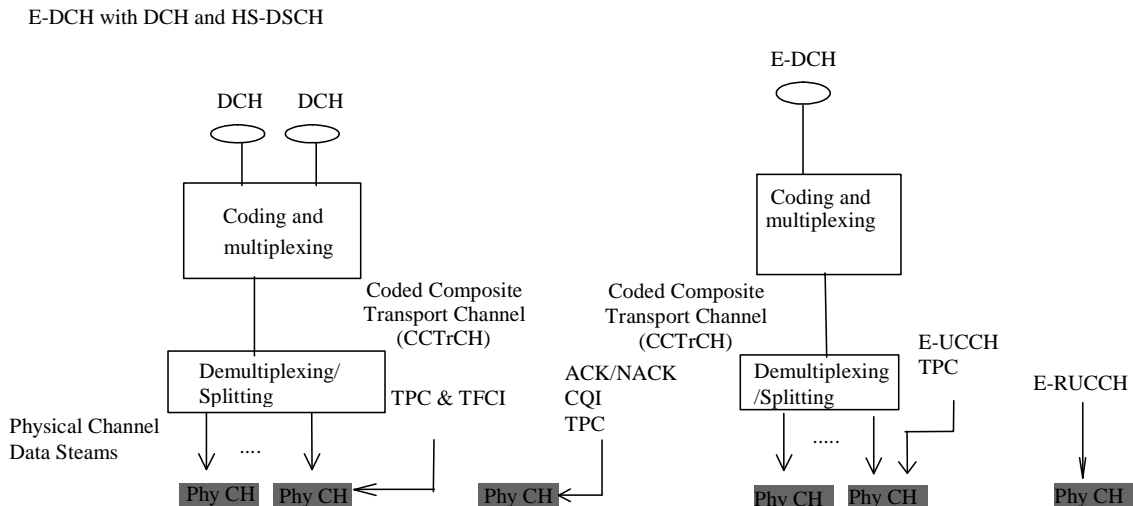 E-DCH with DCH and HS-DSCH
E-DCH
DCH
DCH
Coding and
multiplexing
Coding and
multiplexing
Coded Composite
Transport Channel
(CCTrCH)
Coded Composite
Transport Channel
(CCTrCH)
Demultiplexing/
Splitting
TPC & TFCI
ACK/NACK
CQI
TPC
Demultiplexing
/Splitting
E-UCCH
TPC
E-RUCCH
Physical Channel
Data Steams
....
.....
Phy CH
Phy CH
Phy CH
Phy CH
Phy CH
Phy CH